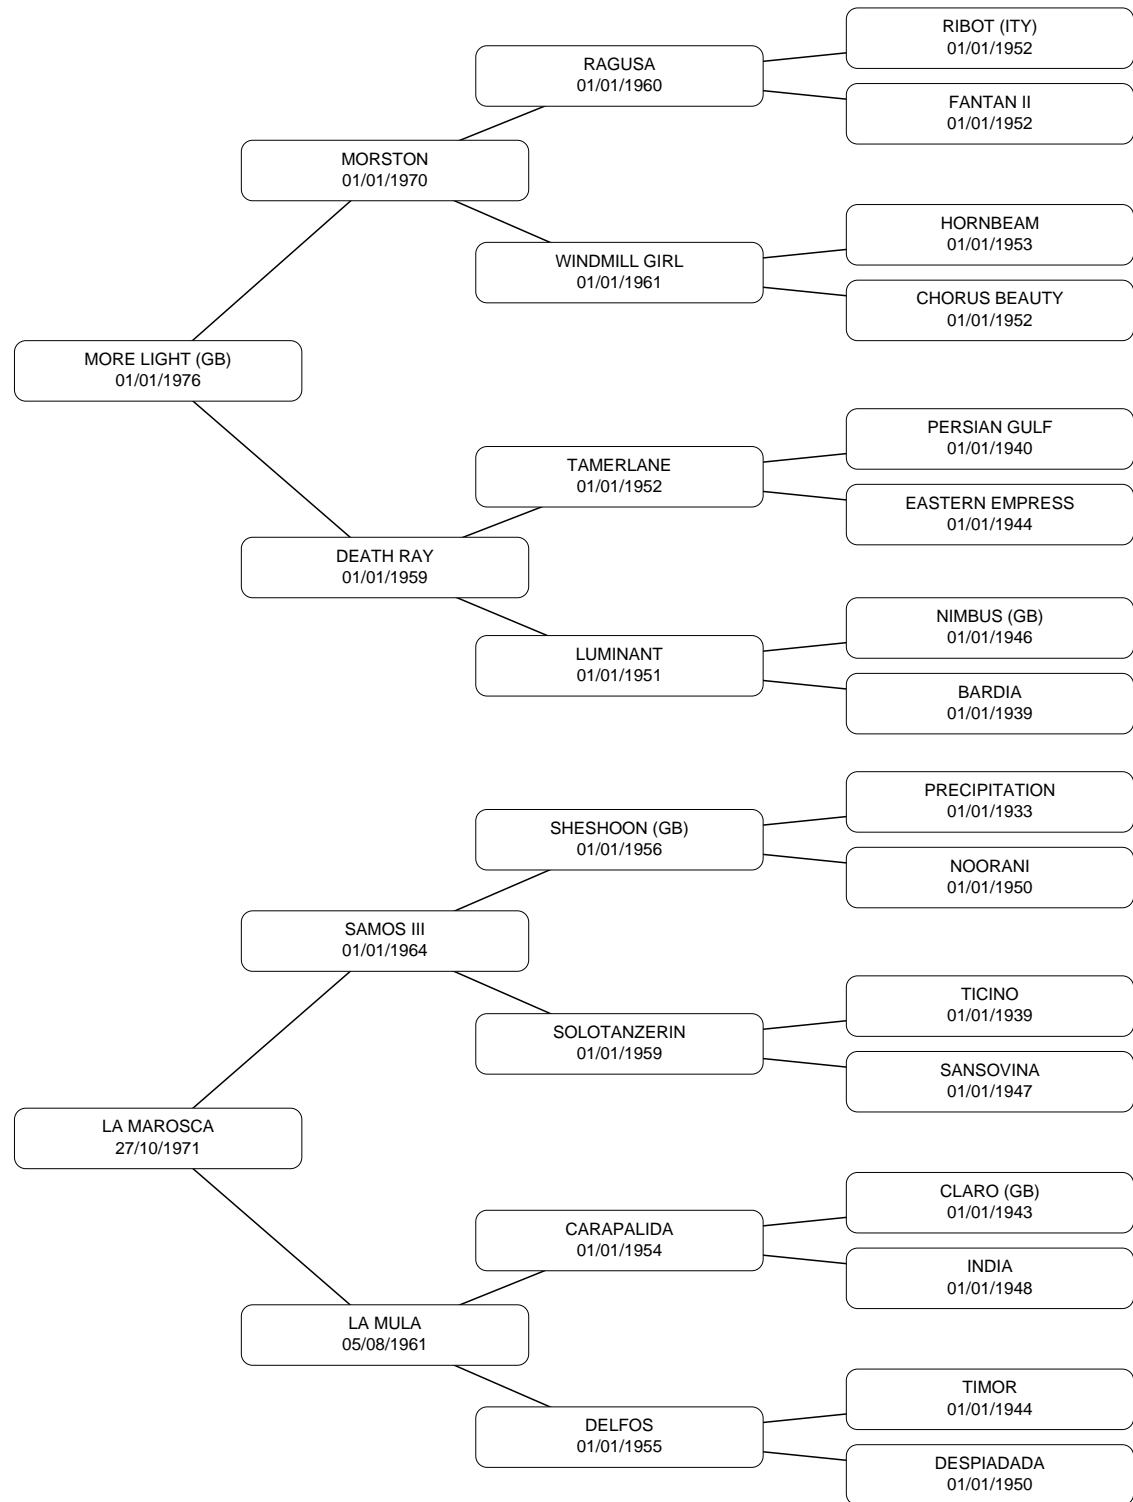 RIBOT (ITY)
01/01/1952
RAGUSA
01/01/1960
FANTAN II
01/01/1952
MORSTON
01/01/1970
HORNBEAM
01/01/1953
WINDMILL GIRL
01/01/1961
CHORUS BEAUTY
01/01/1952
MORE LIGHT (GB)
01/01/1976
PERSIAN GULF
01/01/1940
TAMERLANE
01/01/1952
EASTERN EMPRESS
01/01/1944
DEATH RAY
01/01/1959
NIMBUS (GB)
01/01/1946
LUMINANT
01/01/1951
BARDIA
01/01/1939
PRECIPITATION
01/01/1933
SHESHOON (GB)
01/01/1956
NOORANI
01/01/1950
SAMOS III
01/01/1964
TICINO
01/01/1939
SOLOTANZERIN
01/01/1959
SANSOVINA
01/01/1947
LA MAROSCA
27/10/1971
CLARO (GB)
01/01/1943
CARAPALIDA
01/01/1954
INDIA
01/01/1948
LA MULA
05/08/1961
TIMOR
01/01/1944
DELFOS
01/01/1955
DESPIADADA
01/01/1950